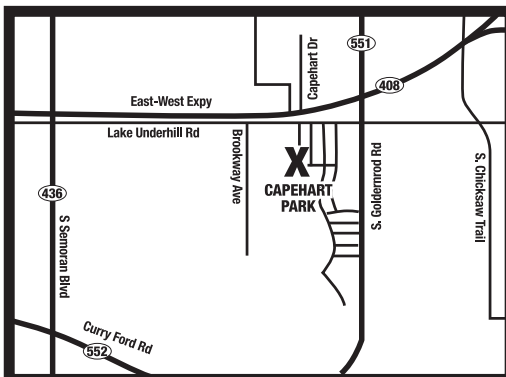 551
Capehart Dr
408
East-West Expy
Lake Underhill Rd
Brookway Ave
X
CAPEHART
PARK
S. Goldernrod Rd
S. Chicksaw Trail
436
S Semoran Blvd
Curry Ford Rd
552